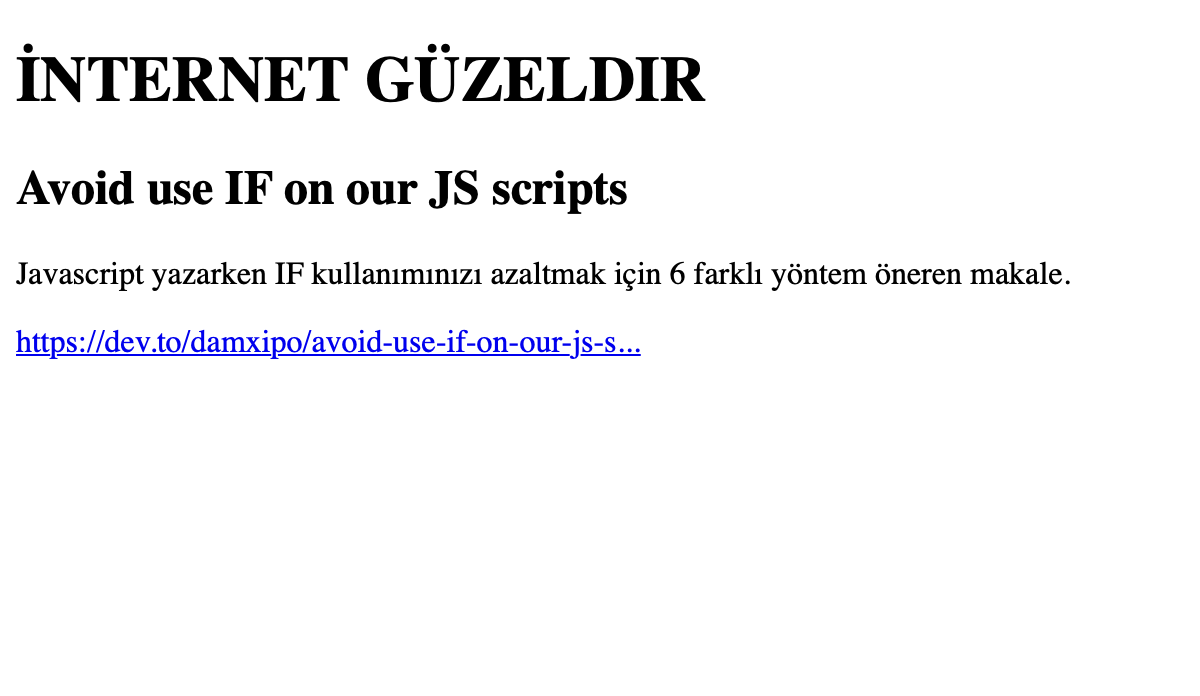 İNTERNET GÜZELDIR
Avoid use IF on our JS scripts
Javascript yazarken IF kullanımınızı azaltmak için 6 farklı yöntem öneren makale.
https://dev.to/damxipo/avoid-use-if-on-our-js-s...